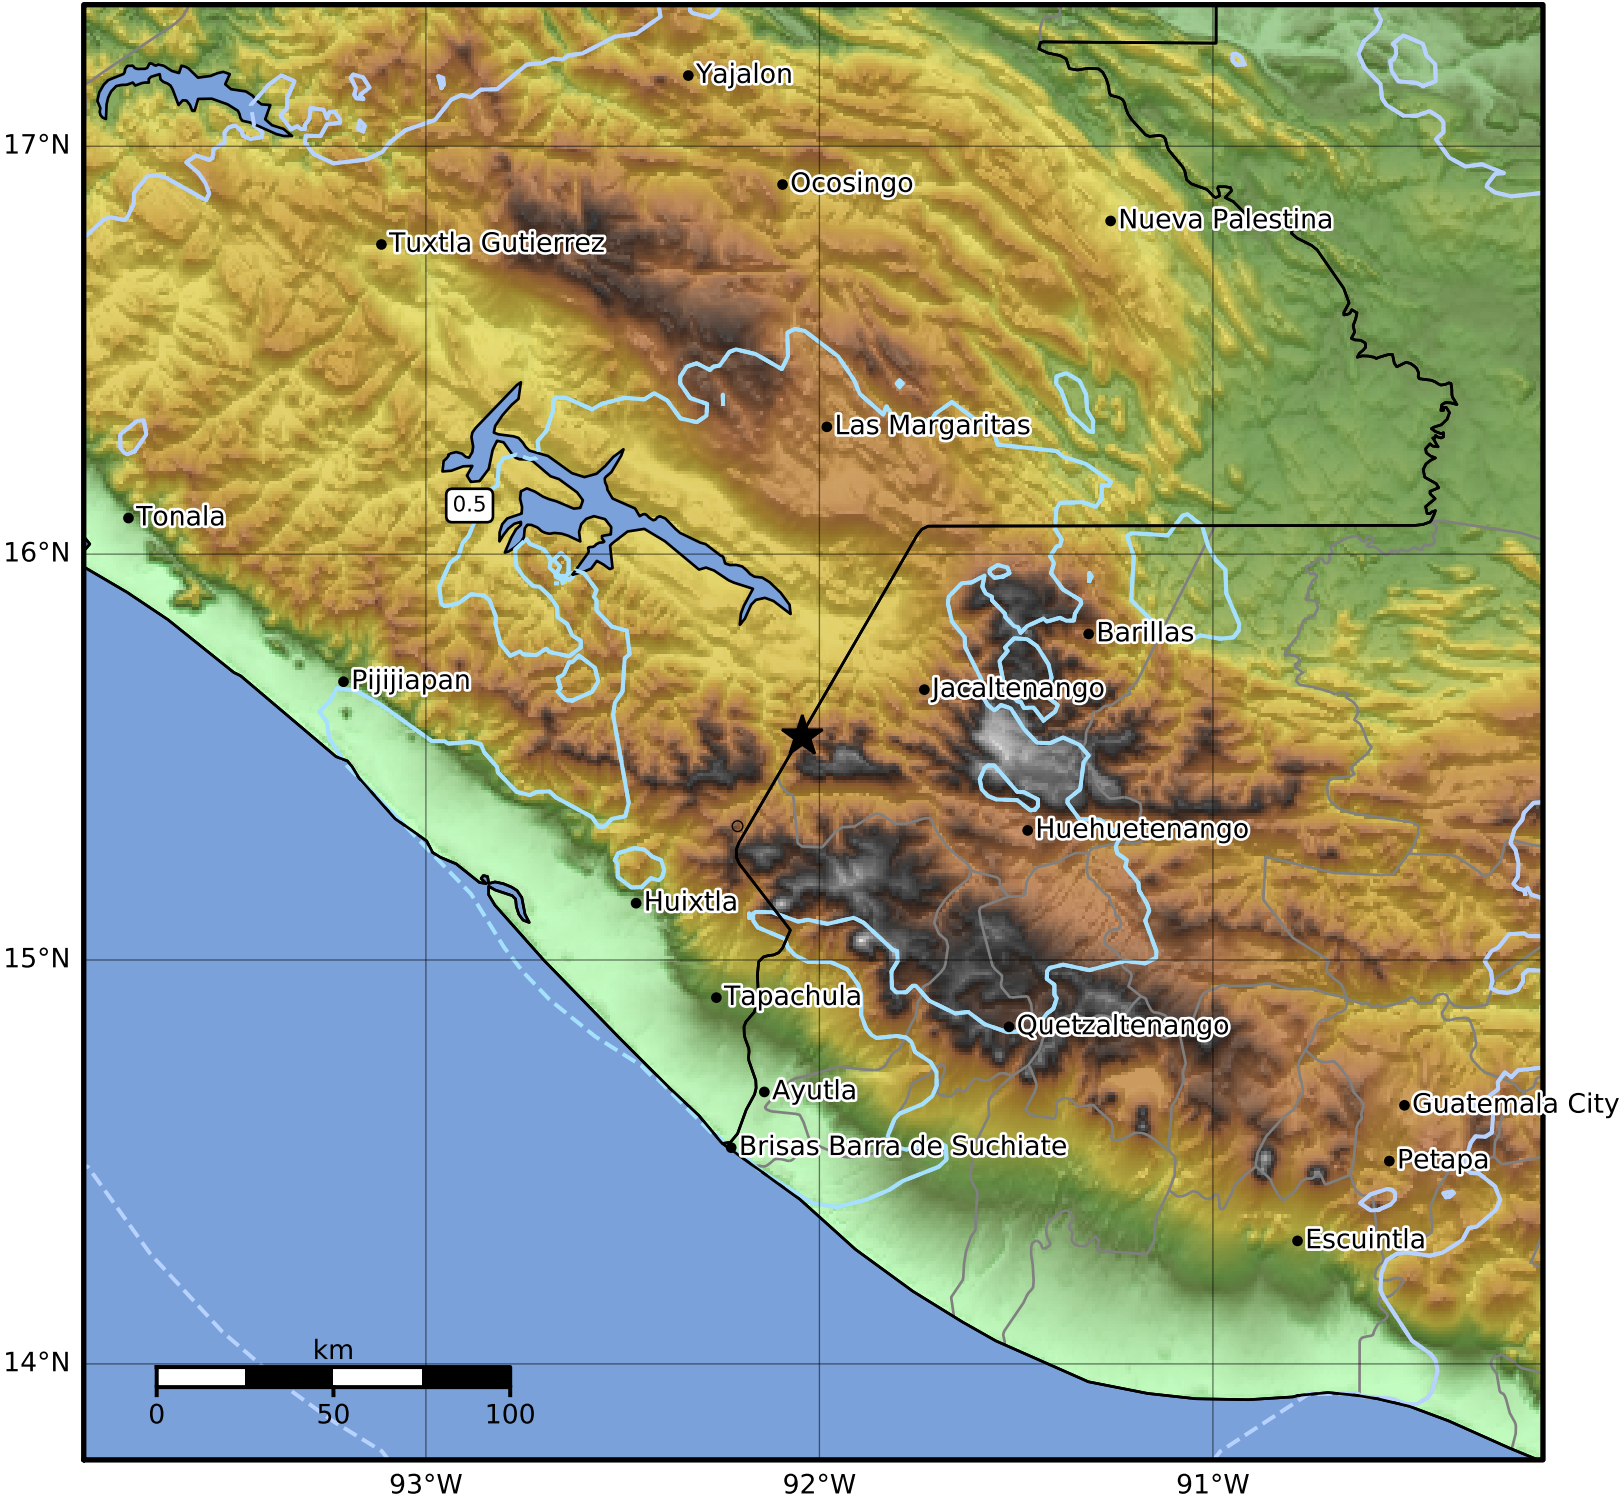 Yajalon
17°N
Ocosingo
Nueva Palestina
Tuxtla Gutierrez
Las Margaritas
0.5
Tonala
16°N
Barillas
Pijijiapan
Jacaltenango
Huehuetenango
Huixtla
15°N
Tapachula
Quetzaltenango
Ayutla
Guatemala City
Brisas Barra de Suchiate
Petapa
Escuintla
km
14°N
0 50 100
93°W 92°W 91°W